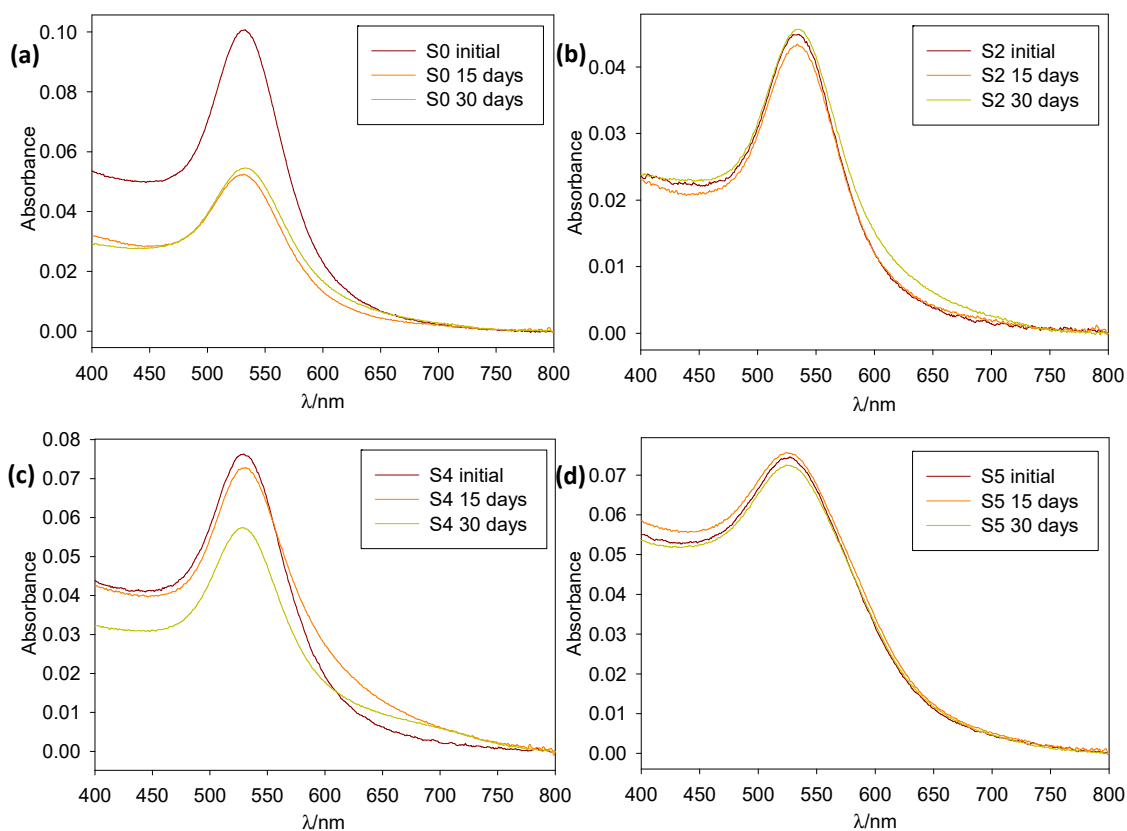 (a)
S0 initial
S0 15 days
S0 30 days
Absorbance
0.10
0.08
0.06
0.04
0.02
0.00
400 450 500 550 600 650 700 750 800
λ/nm
(b)
S2 initial
S2 15 days
S2 30 days
Absorbance
0.04
0.03
0.02
0.01
0.00
400 450 500 550 600 650 700 750 800
λ/nm
(c)
S4 initial
S4 15 days
S4 30 days
Absorbance
0.08
0.07
0.06
0.05
0.04
0.03
0.02
0.01
0.00
400 450 500 550 600 650 700 750 800
λ/nm
(d)
S5 initial
S5 15 days
S5 30 days
Absorbance
0.07
0.06
0.05
0.04
0.03
0.02
0.01
0.00
400 450 500 550 600 650 700 750 800
λ/nm